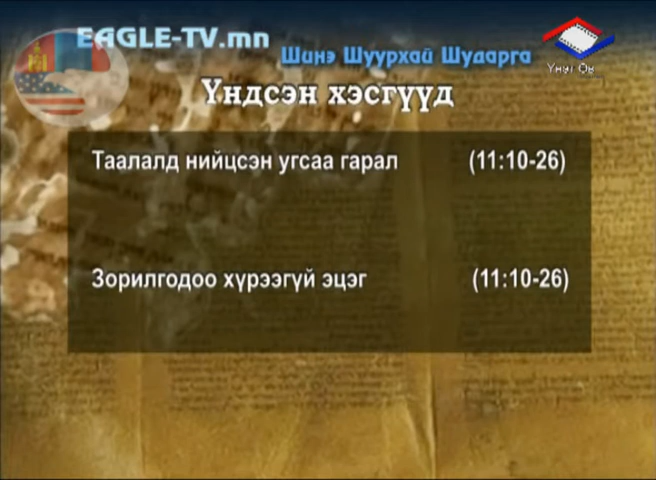 EAGLE-TV.mn
Шинэ Шуурхай Шударга
Үнэт Өв
Үндсэн хэсгүүд
Таалалд нийцсэн угсаа гарал (11:10-26)
Зорилгодоо хүрээгүй эцэг (11:10-26)